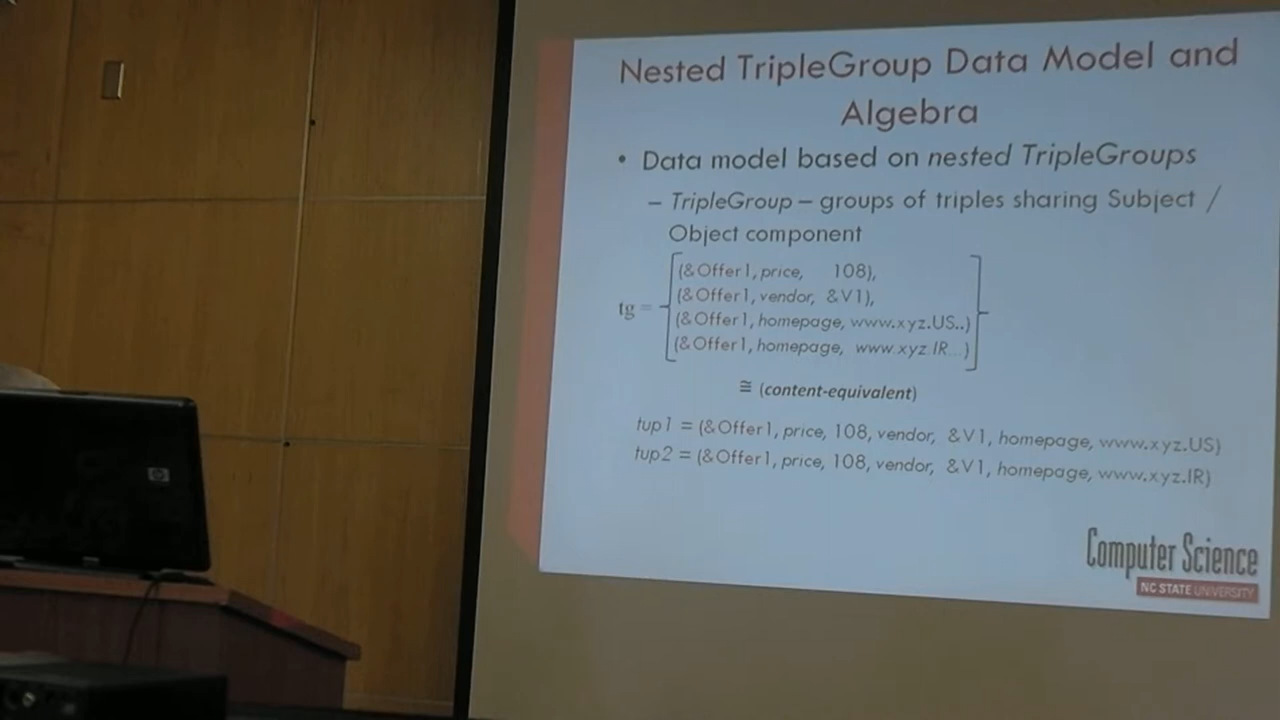 Nested TripleGroup Data Model and
Algebra
• Data model based on nested TripleGroups
– TripleGroup – groups of triples sharing Subject /
Object component
tg =
(&Offer1, price, 108),
(&Offer1, vendor, &V1),
(&Offer1, homepage, www.xyz.US..)
(&Offer1, homepage, www.xyz.IR...)
≅ (content-equivalent)
tup1 = (&Offer1, price, 108, vendor, &V1, homepage, www.xyz.US)
tup2 = (&Offer1, price, 108, vendor, &V1, homepage, www.xyz.IR)
Computer Science
NC STATE UNIVERSITY
hp